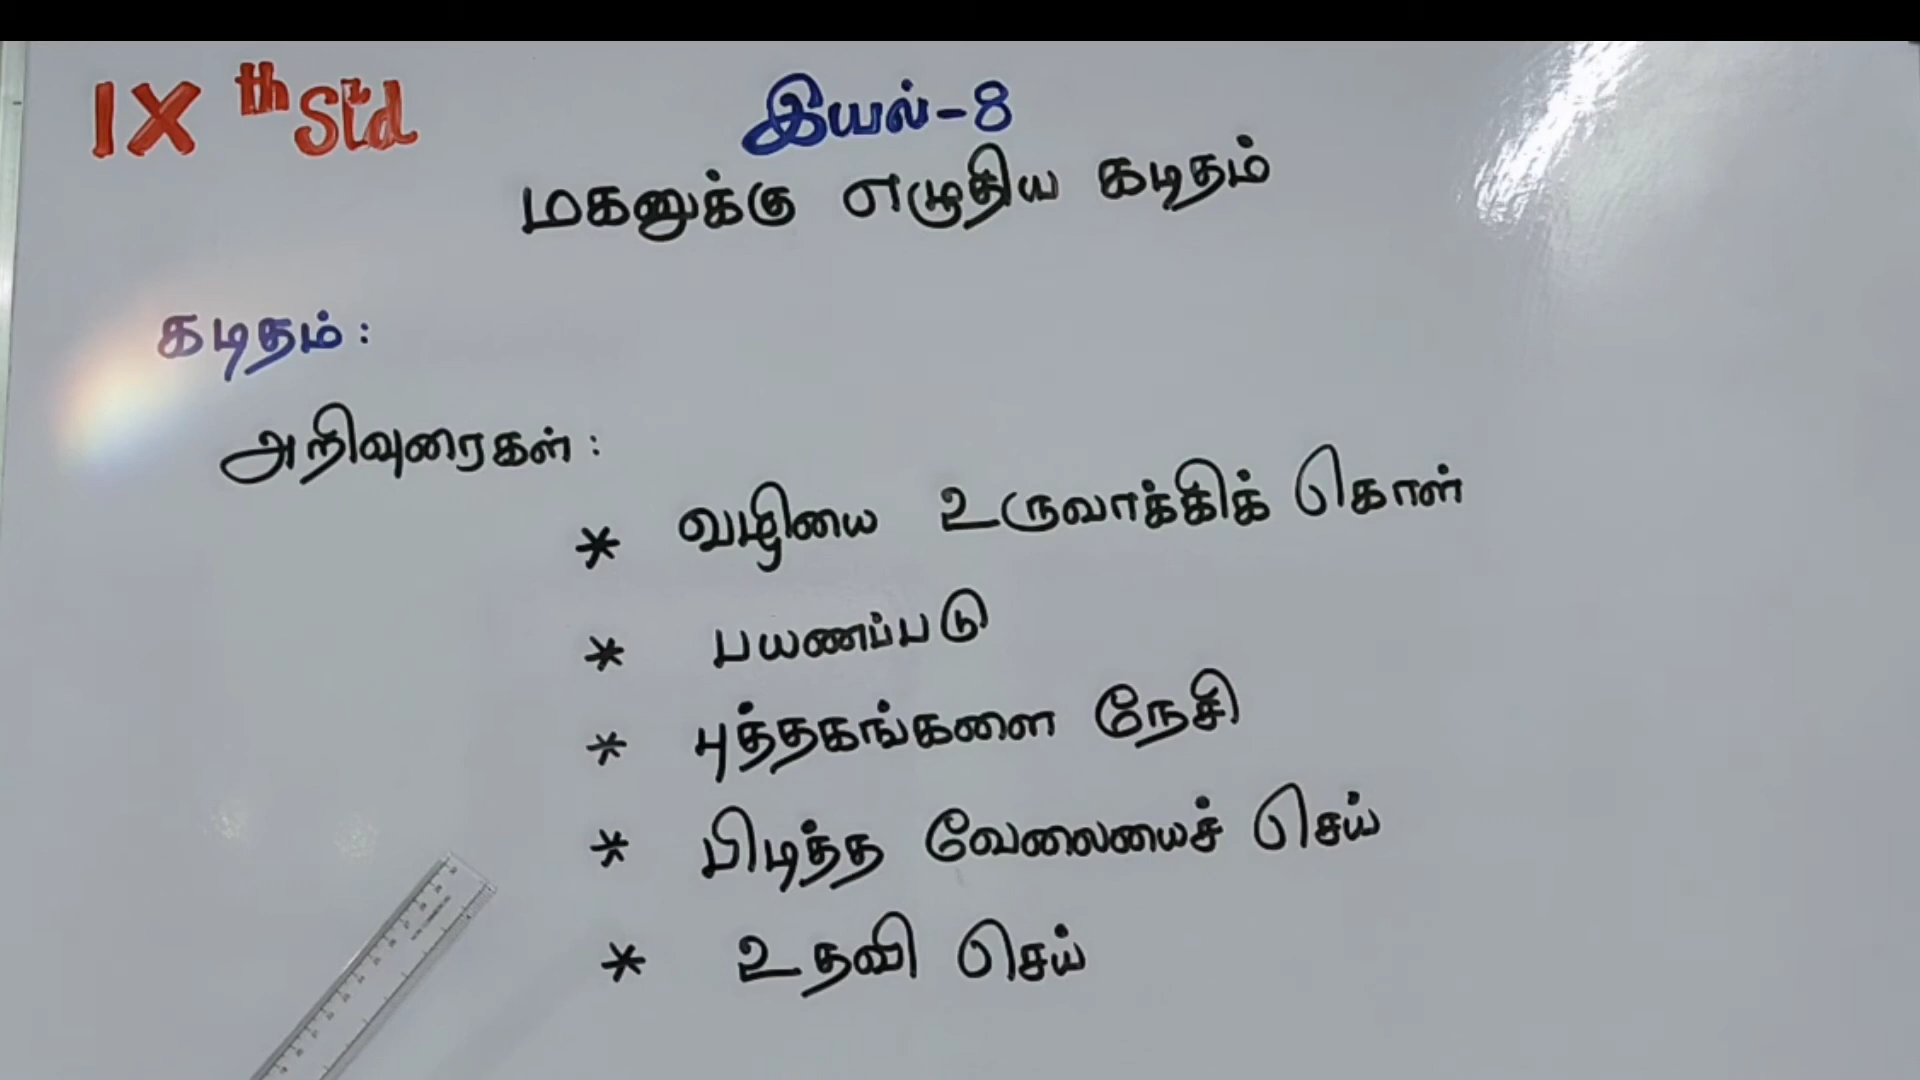 IX th Std
இயல்-8
மகனுக்கு எழுதிய கடிதம்
கடிதம் :
அறிவுரைகள் :
* வழியை உருவாக்கிக் கொள்
* பயணப்படு
* புத்தகங்களை நேசி
* பிடித்த வேலையைச் செய்
* உதவி செய்